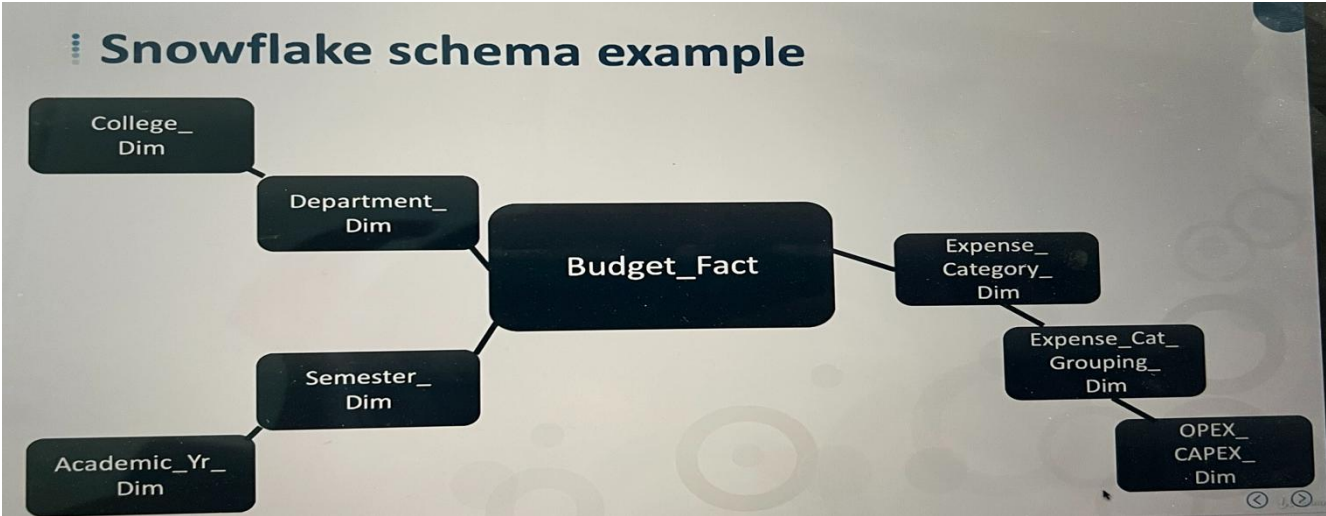 Snowflake schema example
College_
Dim
Department_
Dim
Budget_Fact
Expense_
Category_
Dim
Expense_Cat_
Grouping_
Dim
Semester_
Dim
OPEX_
CAPEX_
Dim
Academic_Yr_
Dim